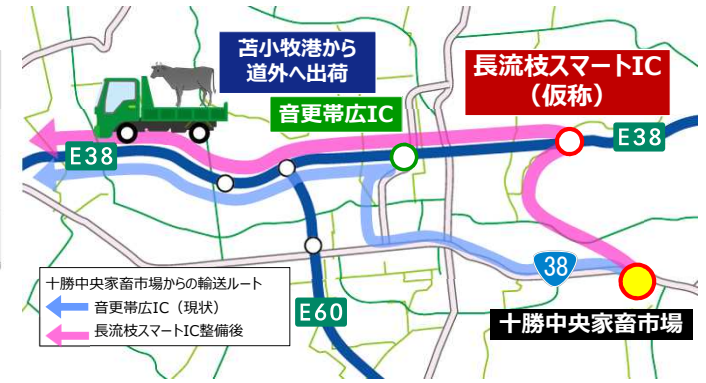 苫小牧港から
道外へ出荷
長流枝スマートIC
（仮称）
音更帯広IC
E38
E38
38
十勝中央家畜市場からの輸送ルート
音更帯広IC（現状）
長流枝スマートIC整備後
E60
十勝中央家畜市場